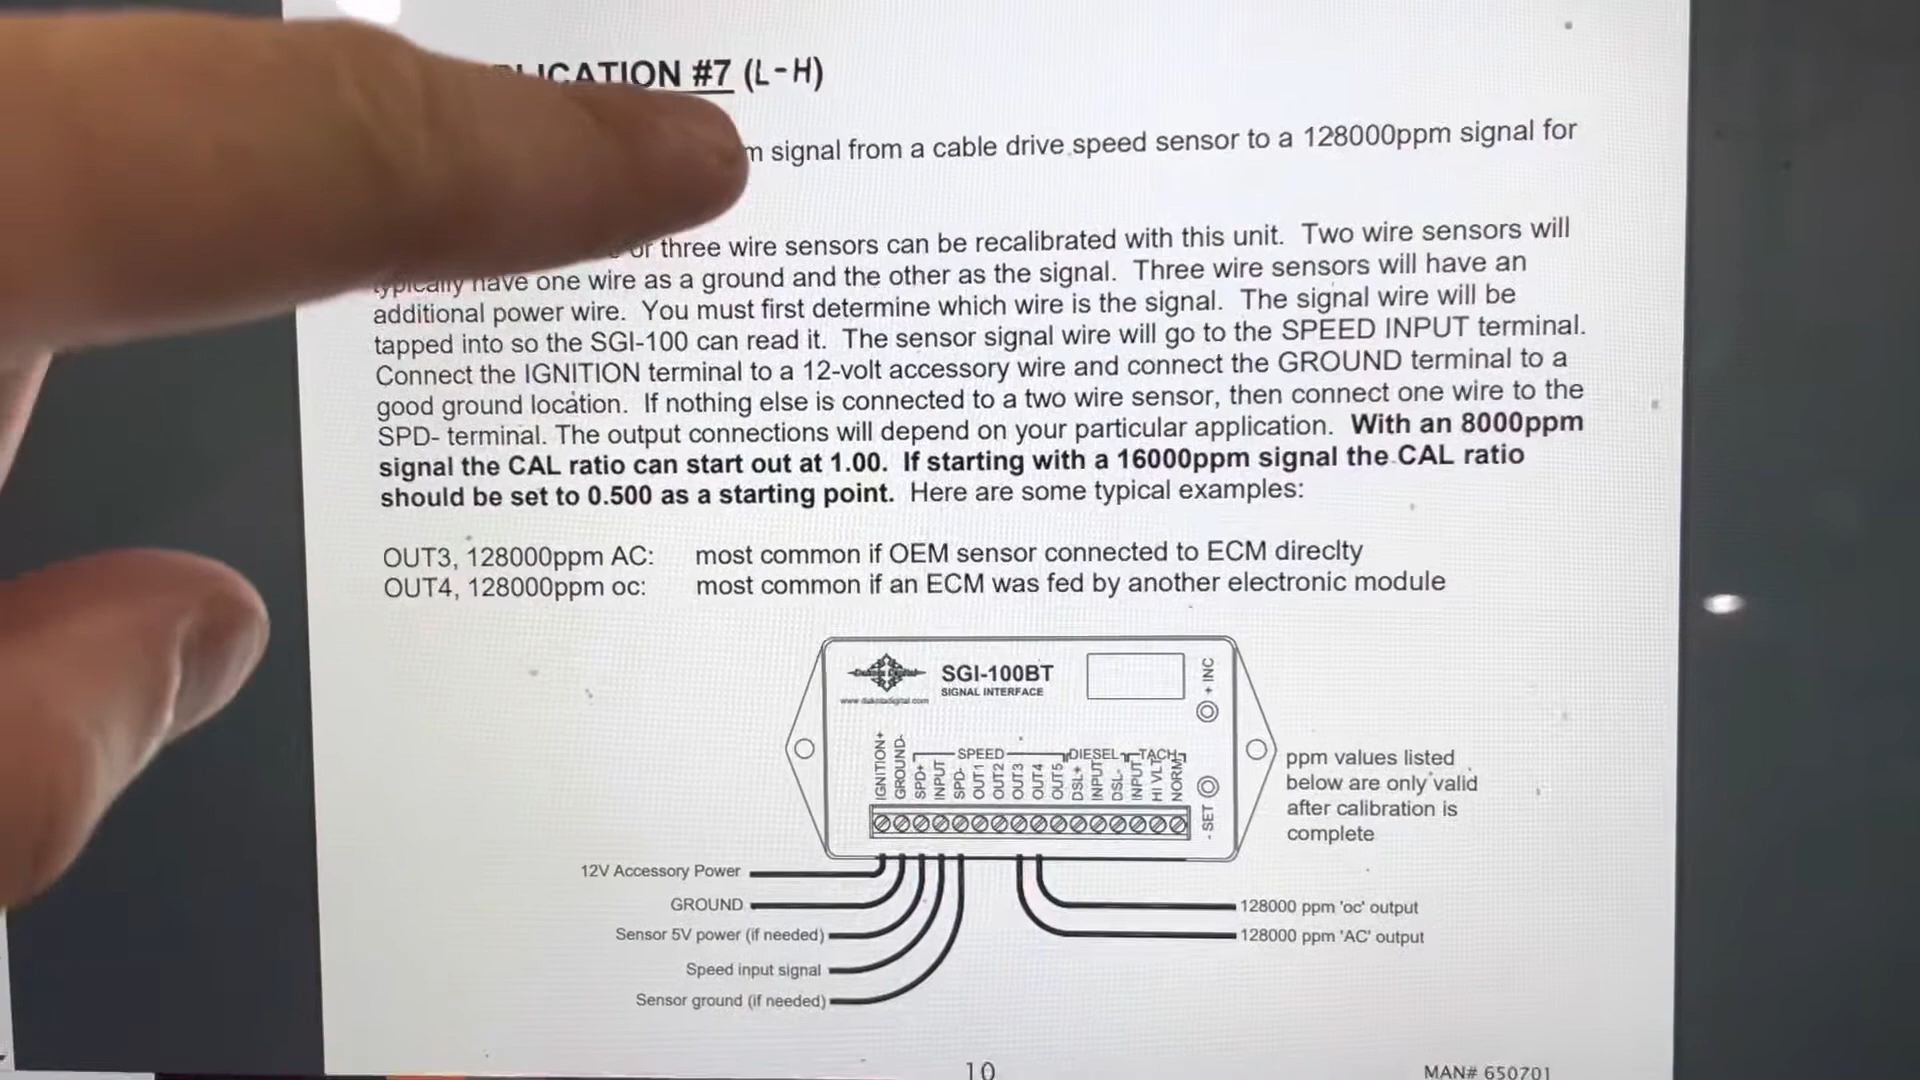 #7 (L-H)
signal from a cable drive speed sensor to a 128000ppm signal for
or three wire sensors can be recalibrated with this unit. Two wire sensors will
typically have one wire as a ground and the other as the signal. Three wire sensors will have an
additional power wire. You must first determine which wire is the signal. The signal wire will be
tapped into so the SGI-100 can read it. The sensor signal wire will go to the SPEED INPUT terminal.
Connect the IGNITION terminal to a 12-volt accessory wire and connect the GROUND terminal to a
good ground location. If nothing else is connected to a two wire sensor, then connect one wire to the
SPD- terminal. The output connections will depend on your particular application. With an 8000ppm
signal the CAL ratio can start out at 1.00. If starting with a 16000ppm signal the CAL ratio
should be set to 0.500 as a starting point. Here are some typical examples:
OUT3, 128000ppm AC: most common if OEM sensor connected to ECM direclty
OUT4, 128000ppm oc: most common if an ECM was fed by another electronic module
Dakota Digital
www.dakotadigital.com
SGI-100BT
SIGNAL INTERFACE
+ INC
SPEED DIESEL TACH
IGNITION+ GROUND- SPD+ INPUT SPD- OUT1 OUT2 OUT3 OUT4 OUT5 DSL+ INPUT DSL- INPUT HI VLT NORM
- SET
ppm values listed
below are only valid
after calibration is
complete
12V Accessory Power
GROUND
Sensor 5V power (if needed)
Speed input signal
Sensor ground (if needed)
128000 ppm 'oc' output
128000 ppm 'AC' output
10
MAN# 650701